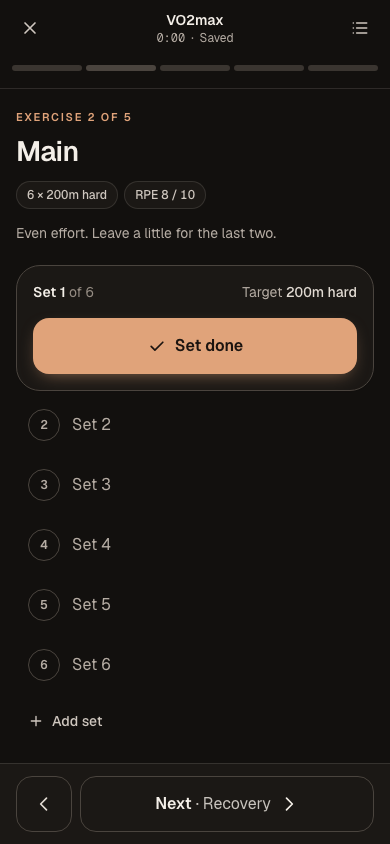 VO2max
0:00 · Saved
EXERCISE 2 OF 5
Main
6 × 200m hard
RPE 8 / 10
Even effort. Leave a little for the last two.
Set 1 of 6
Target 200m hard
Set done
2 Set 2
3 Set 3
4 Set 4
5 Set 5
6 Set 6
Add set
Next · Recovery